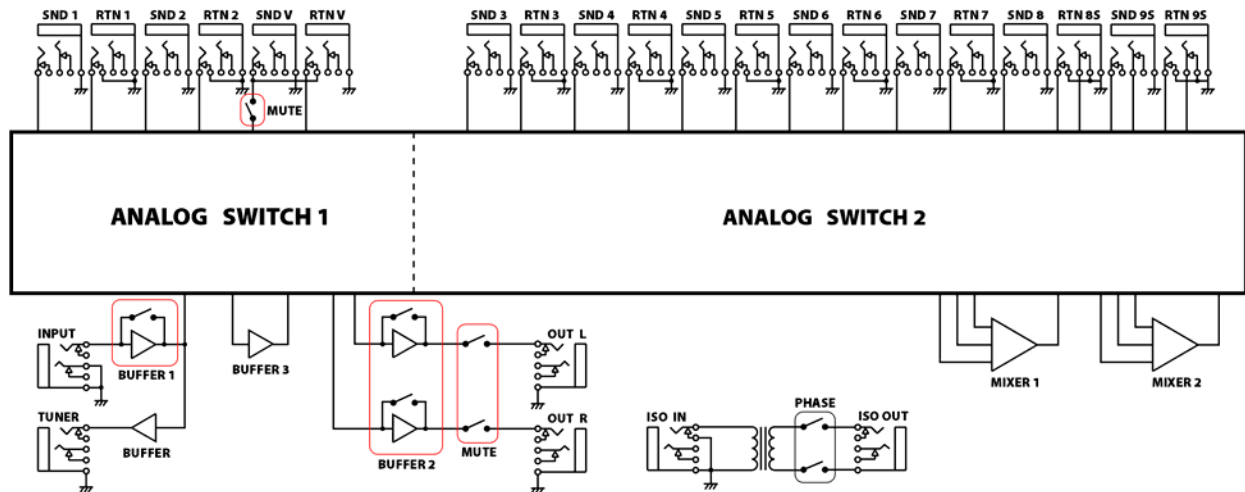 SND 1 RTN 1 SND 2 RTN 2 SND V RTN V SND 3 RTN 3 SND 4 RTN 4 SND 5 RTN 5 SND 6 RTN 6 SND 7 RTN 7 SND 8 RTN 8S SND 9S RTN 9S
MUTE
ANALOG SWITCH 1 ANALOG SWITCH 2
INPUT
BUFFER 1
BUFFER 3
OUT L
MIXER 1
MIXER 2
TUNER
BUFFER
BUFFER 2
MUTE
OUT R
ISO IN
PHASE
ISO OUT